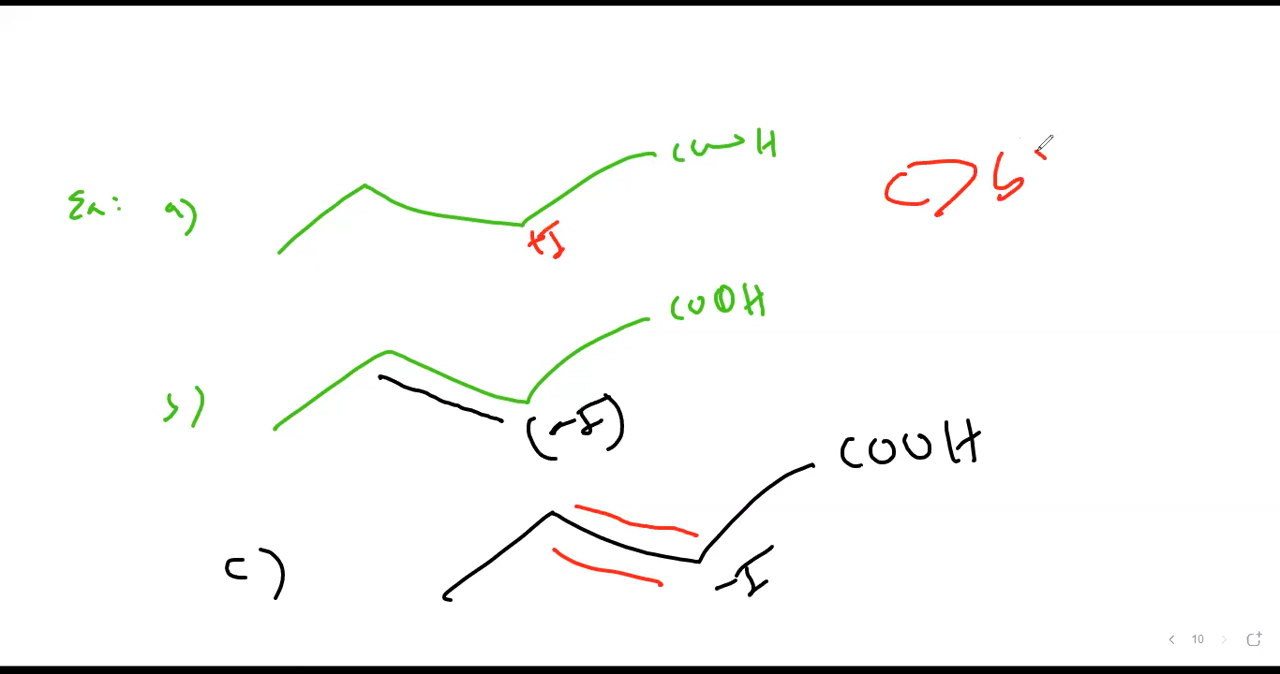 COOH
Ex: a)
+I
COOH
b)
(-I)
COOH
c)
-I
c > b >
10